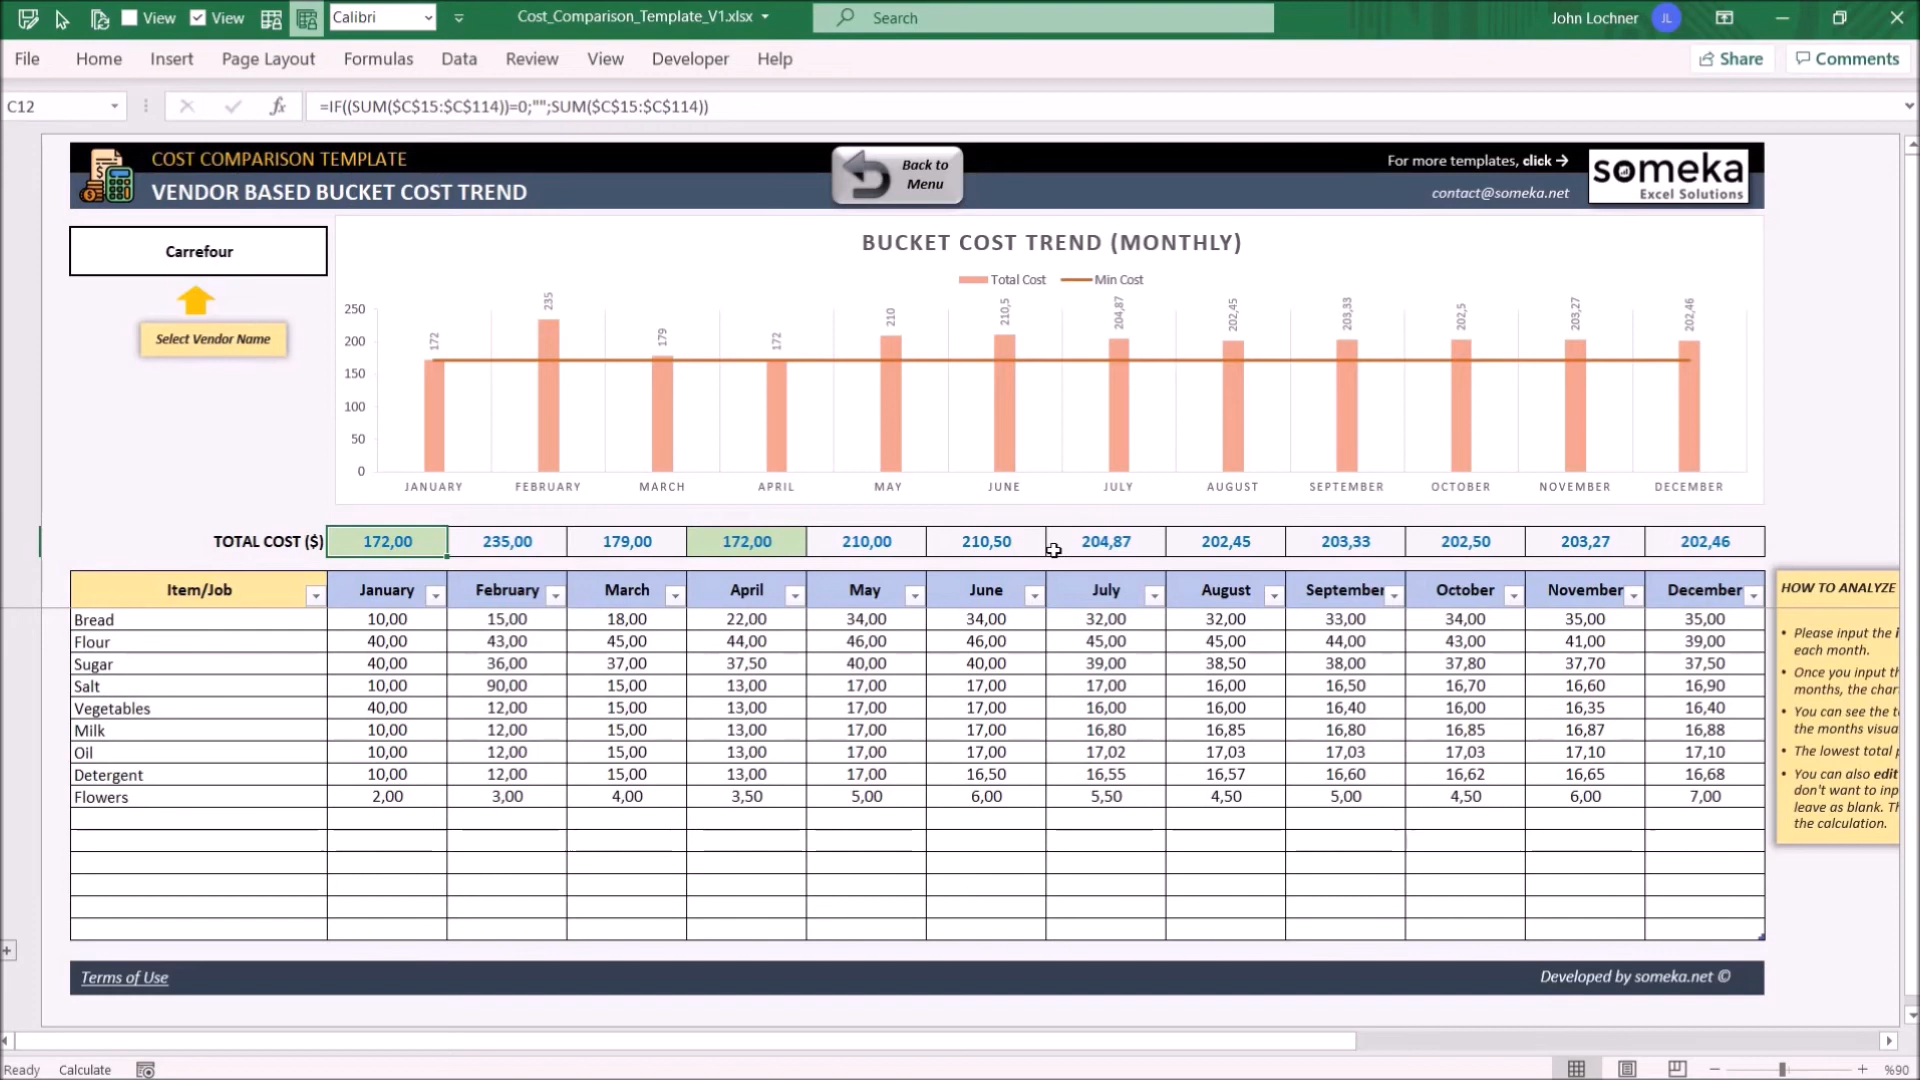 View View Calibri Cost_Comparison_Template_V1.xlsx Search John Lochner JL
File Home Insert Page Layout Formulas Data Review View Developer Help Share Comments
C12 fx =IF((SUM($C$15:$C$114))=0;"";SUM($C$15:$C$114))
COST COMPARISON TEMPLATE
VENDOR BASED BUCKET COST TREND
Back to
Menu
For more templates, click →
contact@someka.net
someka
Excel Solutions
Carrefour
Select Vendor Name
BUCKET COST TREND (MONTHLY)
Total Cost Min Cost
250
200
150
100
50
0
172 235 179 172 210 210,5 204,87 202,45 203,33 202,5 203,27 202,46
JANUARY FEBRUARY MARCH APRIL MAY JUNE JULY AUGUST SEPTEMBER OCTOBER NOVEMBER DECEMBER
TOTAL COST ($) 172,00 235,00 179,00 172,00 210,00 210,50 204,87 202,45 203,33 202,50 203,27 202,46
Item/Job January February March April May June July August September October November December
Bread 10,00 15,00 18,00 22,00 34,00 34,00 32,00 32,00 33,00 34,00 35,00 35,00
Flour 40,00 43,00 45,00 44,00 46,00 46,00 45,00 45,00 44,00 43,00 41,00 39,00
Sugar 40,00 36,00 37,00 37,50 40,00 40,00 39,00 38,50 38,00 37,80 37,70 37,50
Salt 10,00 90,00 15,00 13,00 17,00 17,00 17,00 16,00 16,50 16,70 16,60 16,90
Vegetables 40,00 12,00 15,00 13,00 17,00 17,00 16,00 16,00 16,40 16,00 16,35 16,40
Milk 10,00 12,00 15,00 13,00 17,00 17,00 16,80 16,85 16,80 16,85 16,87 16,88
Oil 10,00 12,00 15,00 13,00 17,00 17,00 17,02 17,03 17,03 17,03 17,10 17,10
Detergent 10,00 12,00 15,00 13,00 17,00 16,50 16,55 16,57 16,60 16,62 16,65 16,68
Flowers 2,00 3,00 4,00 3,50 5,00 6,00 5,50 4,50 5,00 4,50 6,00 7,00
HOW TO ANALYZE
• Please input the
each month.
• Once you input
months, the
• You can see the
the months
• The lowest total
• You can also edit
don't want to
leave as blank.
the calculation.
Terms of Use
Developed by someka.net ©
Ready Calculate %90